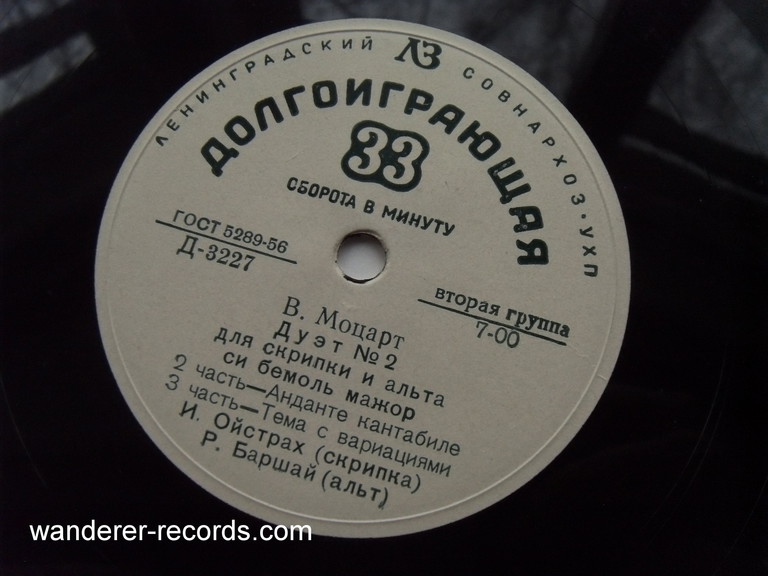 ЛЕНИНГРАДСКИЙ ЛЗ СОВНАРХОЗ·УХП
ДОЛГОИГРАЮЩАЯ
33
ОБОРОТА В МИНУТУ
ГОСТ 5289-56
Д-3227
вторая группа
7-00
В. Моцарт
Дуэт № 2
для скрипки и альта
си бемоль мажор
2 часть—Анданте кантабиле
3 часть—Тема с вариациями
И. Ойстрах (скрипка)
Р. Баршай (альт)
wanderer-records.com